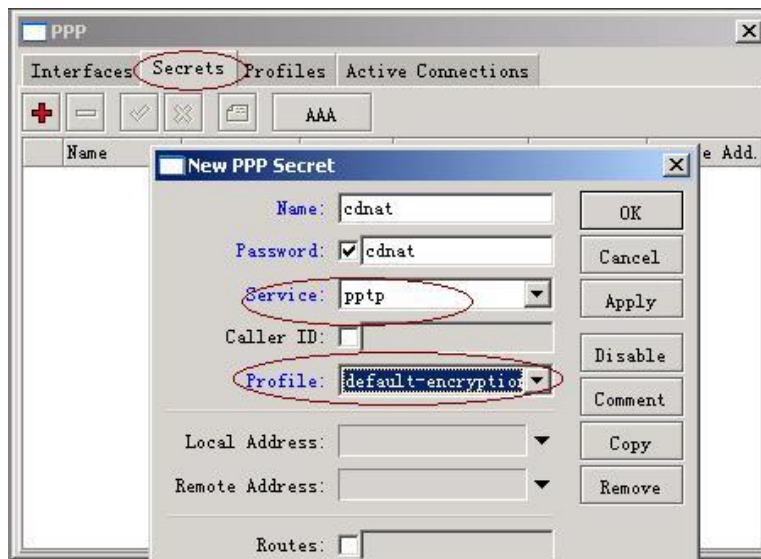 PPP
Interfaces Secrets Profiles Active Connections
AAA
Name e Add.
New PPP Secret
Name: cdnat OK
Password: cdnat Cancel
Service: pptp Apply
Caller ID:
Disable
Profile: default-encryption
Comment
Local Address: Copy
Remote Address: Remove
Routes: